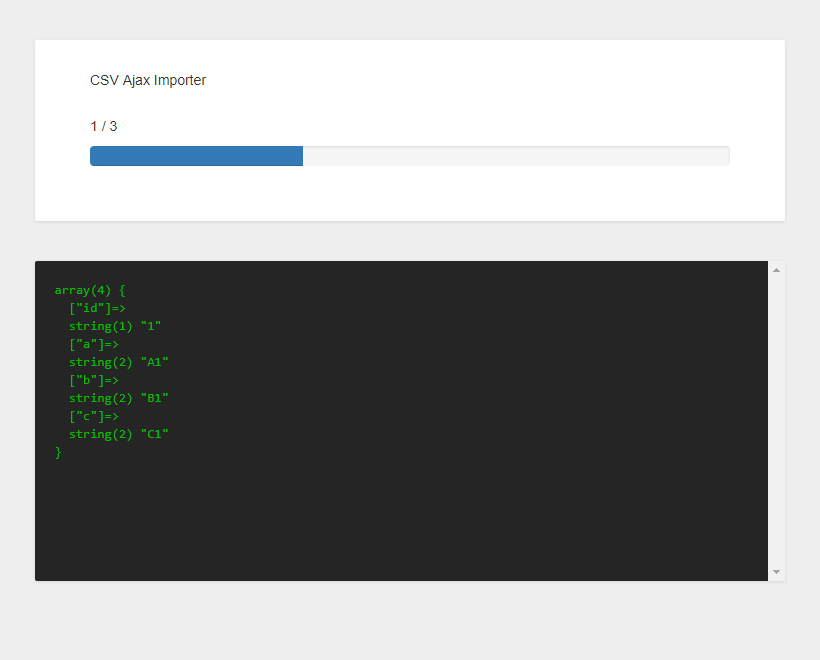 CSV Ajax Importer
1 / 3
array(4) {
["id"]=>
string(1) "1"
["a"]=>
string(2) "A1"
["b"]=>
string(2) "B1"
["c"]=>
string(2) "C1"
}